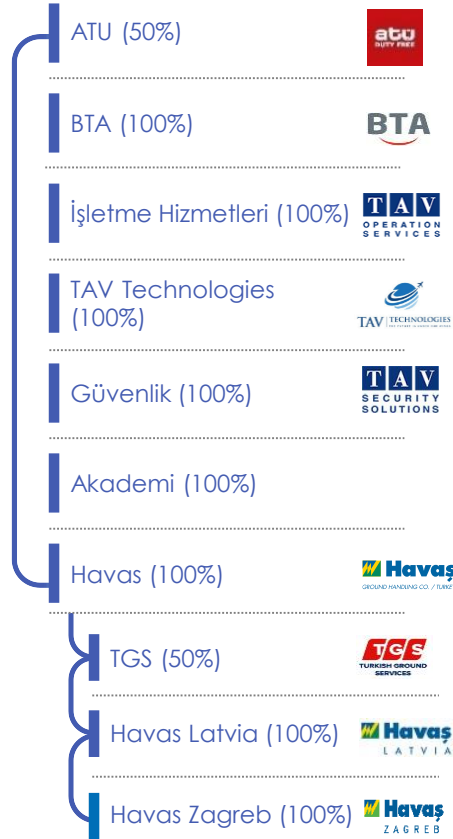 ATU (50%)
atu
DUTY FREE
BTA (100%)
BTA
İşletme Hizmetleri (100%)
TAV
OPERATION
SERVICES
TAV Technologies
(100%)
TAV TECHNOLOGIES
Güvenlik (100%)
TAV
SECURITY
SOLUTIONS
Akademi (100%)
Havas (100%)
Havaş
GROUND HANDLING CO. / TURKE
TGS (50%)
TGS
TURKISH GROUND
SERVICES
Havas Latvia (100%)
Havaş
LATVIA
Havas Zagreb (100%)
Havaş
ZAGREB